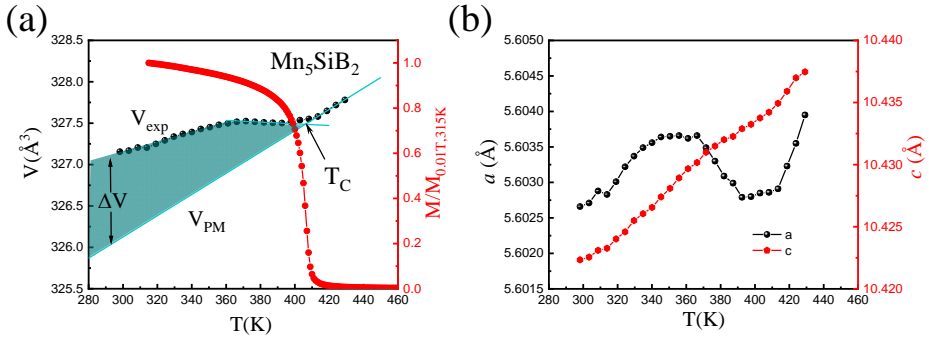 (a)
328.5
328.0
327.5
327.0
326.5
326.0
325.5
V(Å³)
280 300 320 340 360 380 400 420 440 460
T(K)
Mn₅SiB₂
V_exp
ΔV
V_PM
T_C
1.0
0.8
0.6
0.4
0.2
0.0
M/M_0.01T,315K
(b)
5.6050
5.6045
5.6040
5.6035
5.6030
5.6025
5.6020
5.6015
a (Å)
280 300 320 340 360 380 400 420 440 460
T(K)
a
c
10.440
10.435
10.430
10.425
10.420
c (Å)